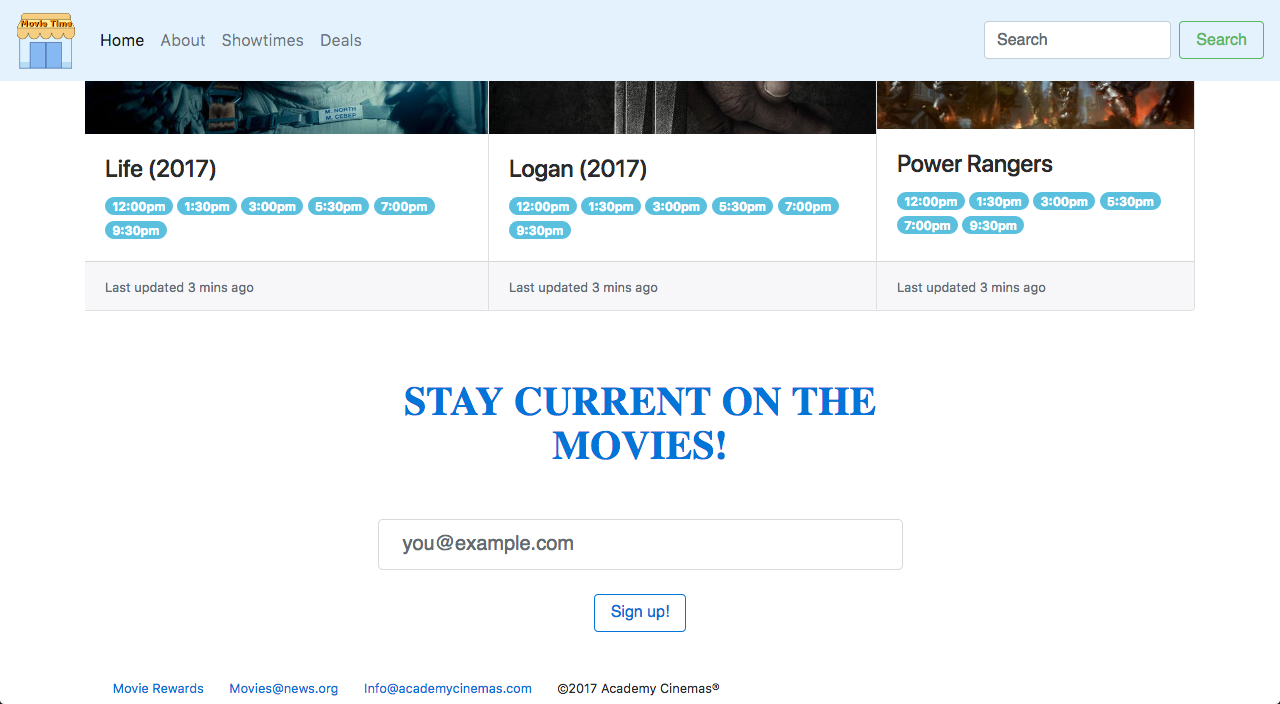 Movie Time
Home About Showtimes Deals
Search Search
M. NORTH
М. СЕВЕР
Life (2017)
12:00pm 1:30pm 3:00pm 5:30pm 7:00pm
9:30pm
Last updated 3 mins ago
Logan (2017)
12:00pm 1:30pm 3:00pm 5:30pm 7:00pm
9:30pm
Last updated 3 mins ago
Power Rangers
12:00pm 1:30pm 3:00pm 5:30pm
7:00pm 9:30pm
Last updated 3 mins ago
STAY CURRENT ON THE
MOVIES!
you@example.com
Sign up!
Movie Rewards Movies@news.org Info@academycinemas.com ©2017 Academy Cinemas®